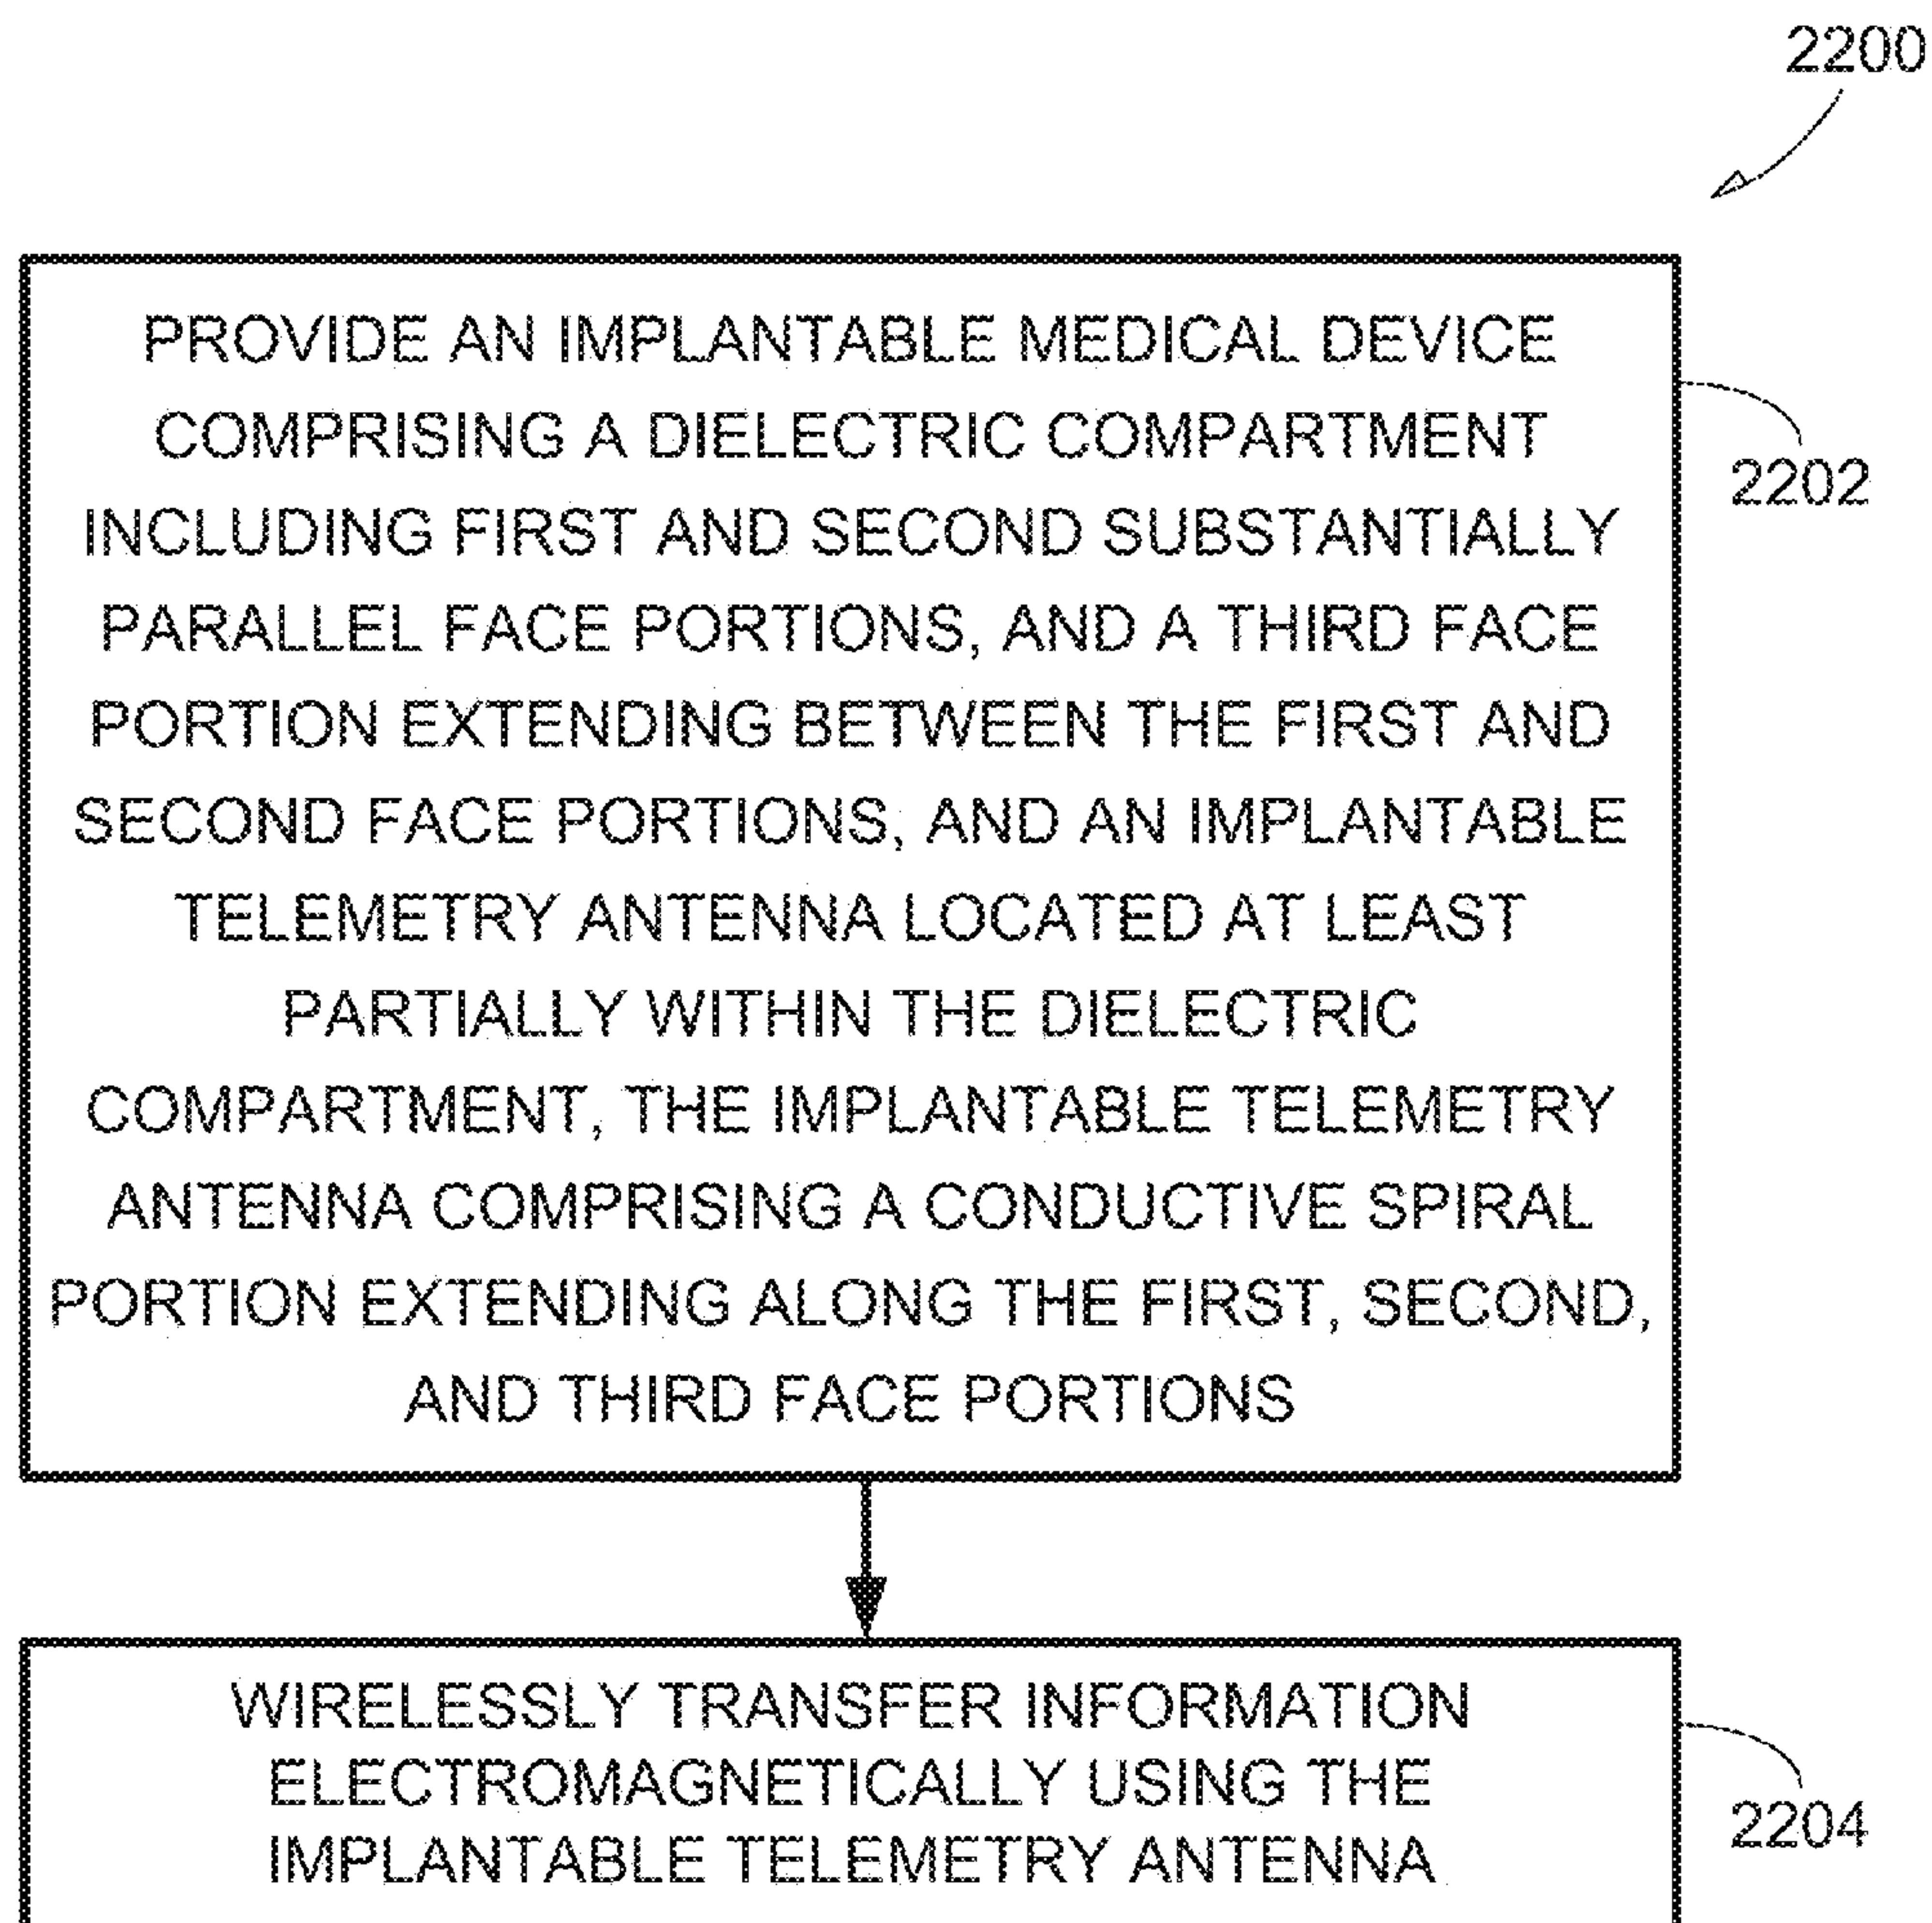 2200
PROVIDE AN IMPLANTABLE MEDICAL DEVICE
COMPRISING A DIELECTRIC COMPARTMENT
INCLUDING FIRST AND SECOND SUBSTANTIALLY
PARALLEL FACE PORTIONS, AND A THIRD FACE
PORTION EXTENDING BETWEEN THE FIRST AND
SECOND FACE PORTIONS, AND AN IMPLANTABLE
TELEMETRY ANTENNA LOCATED AT LEAST
PARTIALLY WITHIN THE DIELECTRIC
COMPARTMENT, THE IMPLANTABLE TELEMETRY
ANTENNA COMPRISING A CONDUCTIVE SPIRAL
PORTION EXTENDING ALONG THE FIRST, SECOND,
AND THIRD FACE PORTIONS
2202
WIRELESSLY TRANSFER INFORMATION
ELECTROMAGNETICALLY USING THE
IMPLANTABLE TELEMETRY ANTENNA
2204